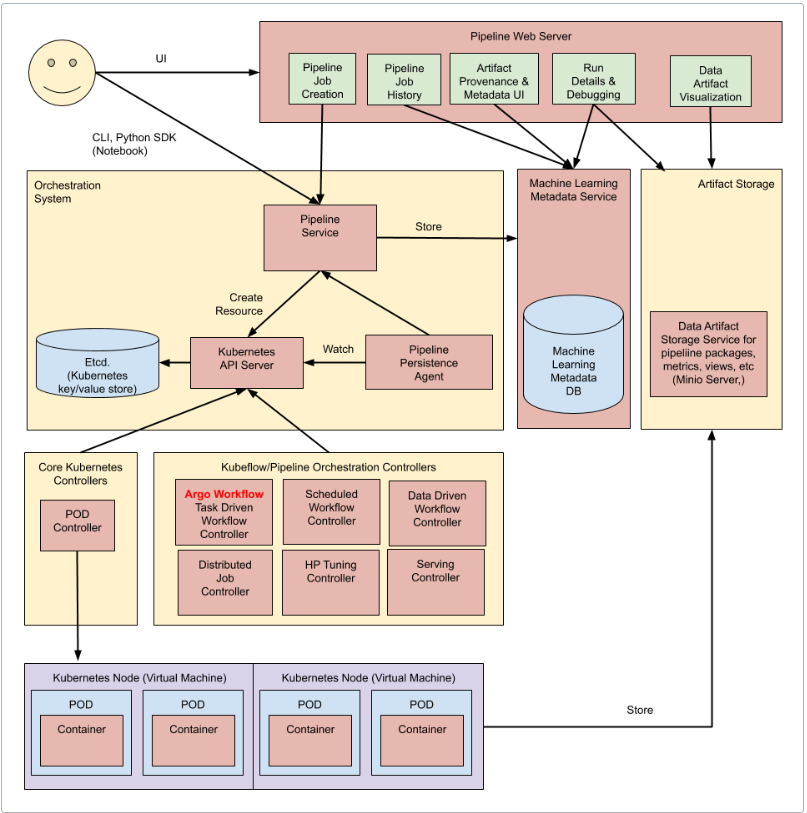 Pipeline Web Server
UI
Pipeline
Job
Creation
Pipeline
Job
History
Artifact
Provenance &
Metadata UI
Run
Details &
Debugging
Data
Artifact
Visualization
CLI, Python SDK
(Notebook)
Orchestration
System
Pipeline
Service
Store
Machine Learning
Metadata Service
Artifact Storage
Create
Resource
Etcd.
(Kubernetes
key/value store)
Kubernetes
API Server
Watch
Pipeline
Persistence
Agent
Machine
Learning
Metadata
DB
Data Artifact
Storage Service for
pipeliine packages,
metrics, views, etc
(Minio Server,)
Core Kubernetes
Controllers
POD
Controller
Kubeflow/Pipeline Orchestration Controllers
Argo Workflow
Task Driven
Workflow
Controller
Scheduled
Workflow
Controller
Data Driven
Workflow
Controller
Distributed
Job
Controller
HP Tuning
Controller
Serving
Controller
Kubernetes Node (Virtual Machine)
POD
Container
POD
Container
Kubernetes Node (Virtual Machine)
POD
Container
POD
Container
Store